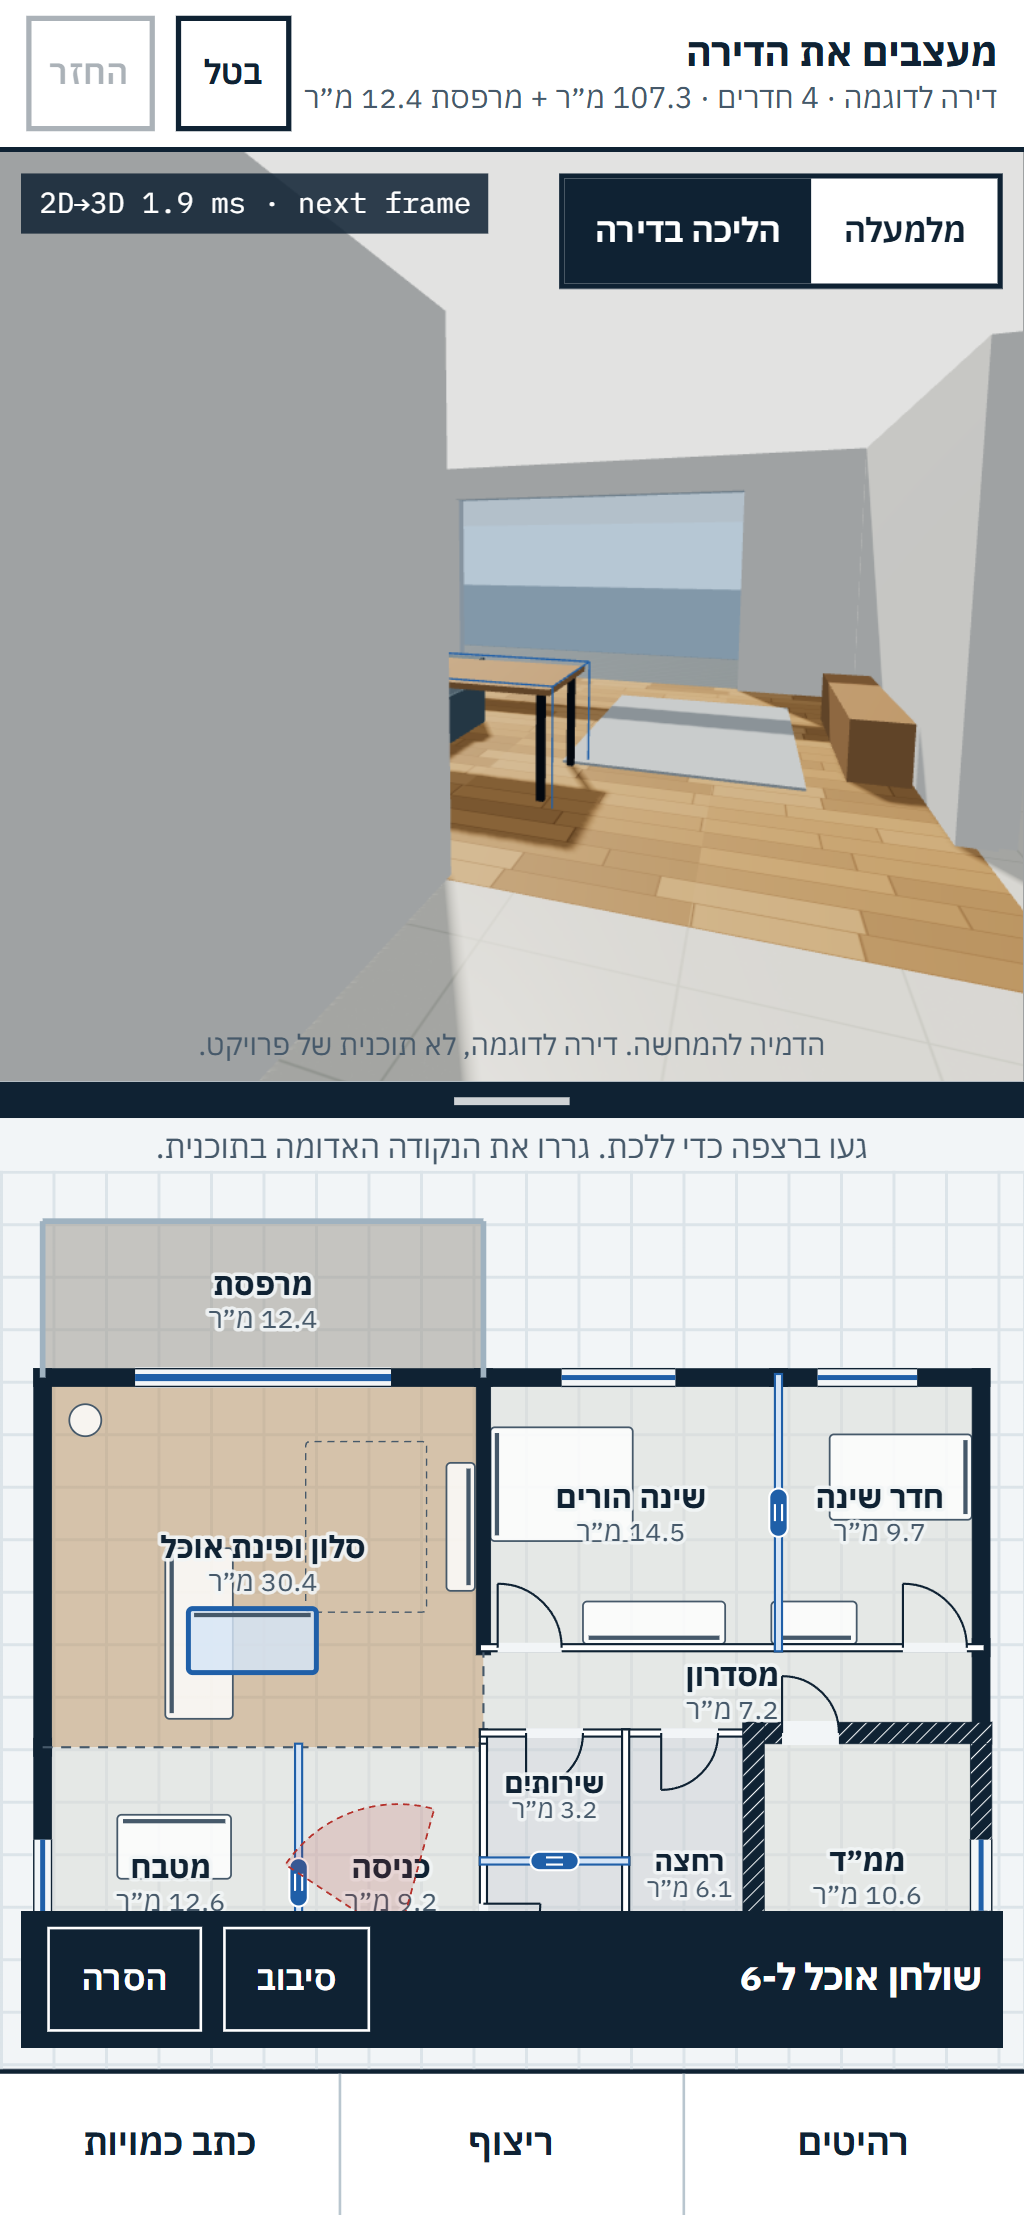 מעצבים את הדירה
דירה לדוגמה · 4 חדרים · 107.3 מ״ר + מרפסת 12.4 מ״ר
בטל
החזר
2D→3D 1.9 ms · next frame
מלמעלה
הליכה בדירה
הדמיה להמחשה. דירה לדוגמה, לא תוכנית של פרויקט.
געו ברצפה כדי ללכת. גררו את הנקודה האדומה בתוכנית.
מרפסת
12.4 מ״ר
חדר שינה
9.7 מ״ר
שינה הורים
14.5 מ״ר
סלון ופינת אוכל
30.4 מ״ר
מסדרון
7.2 מ״ר
שירותים
3.2 מ״ר
ממ״ד
10.6 מ״ר
רחצה
6.1 מ״ר
כניסה
9.2 מ״ר
מטבח
12.6 מ״ר
שולחן אוכל ל-6
סיבוב
הסרה
רהיטים
ריצוף
כתב כמויות